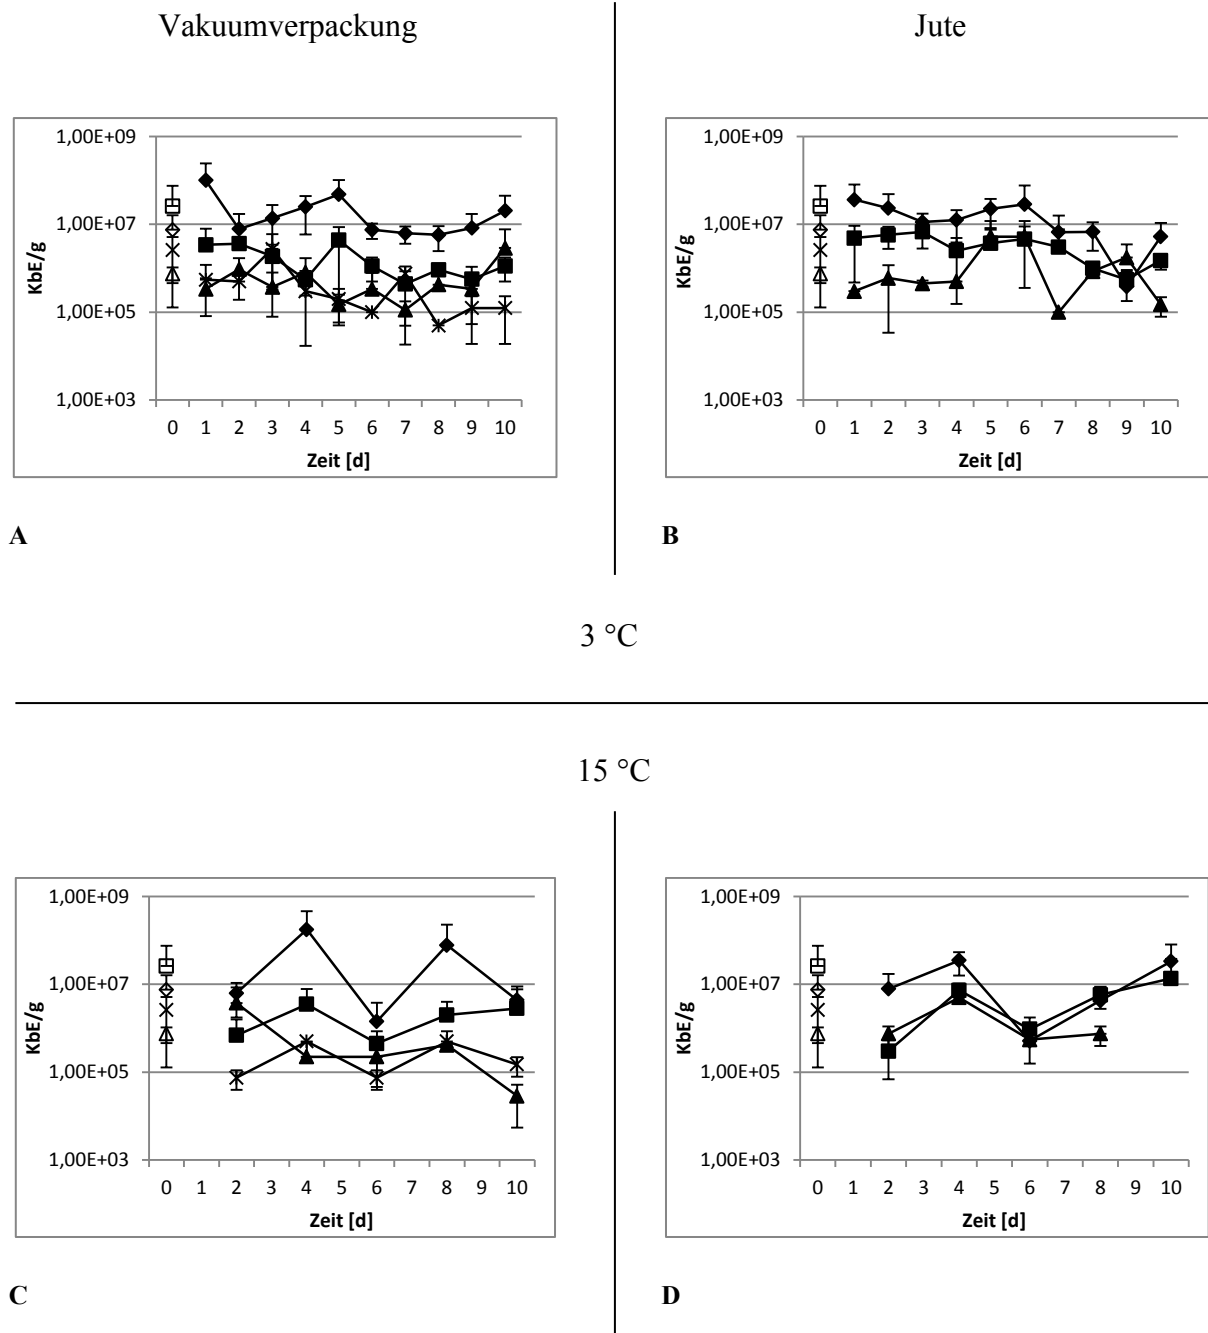 Vakuumverpackung
Jute
1,00E+09
1,00E+07
1,00E+05
1,00E+03
KbE/g
0 1 2 3 4 5 6 7 8 9 10
Zeit [d]
A
1,00E+09
1,00E+07
1,00E+05
1,00E+03
KbE/g
0 1 2 3 4 5 6 7 8 9 10
Zeit [d]
B
3 °C
15 °C
1,00E+09
1,00E+07
1,00E+05
1,00E+03
KbE/g
0 1 2 3 4 5 6 7 8 9 10
Zeit [d]
C
1,00E+09
1,00E+07
1,00E+05
1,00E+03
KbE/g
0 1 2 3 4 5 6 7 8 9 10
Zeit [d]
D